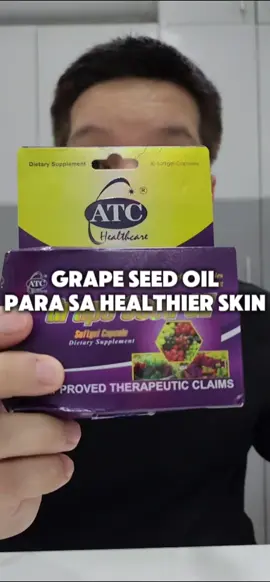 Dietary Supplement
Softgel Capsules
ATC
®
Healthcare
ATC
GRAPE SEED OIL
PARA SA HEALTHIER SKIN
Softgel Capsule
Dietary Supplement
APPROVED THERAPEUTIC CLAIMS